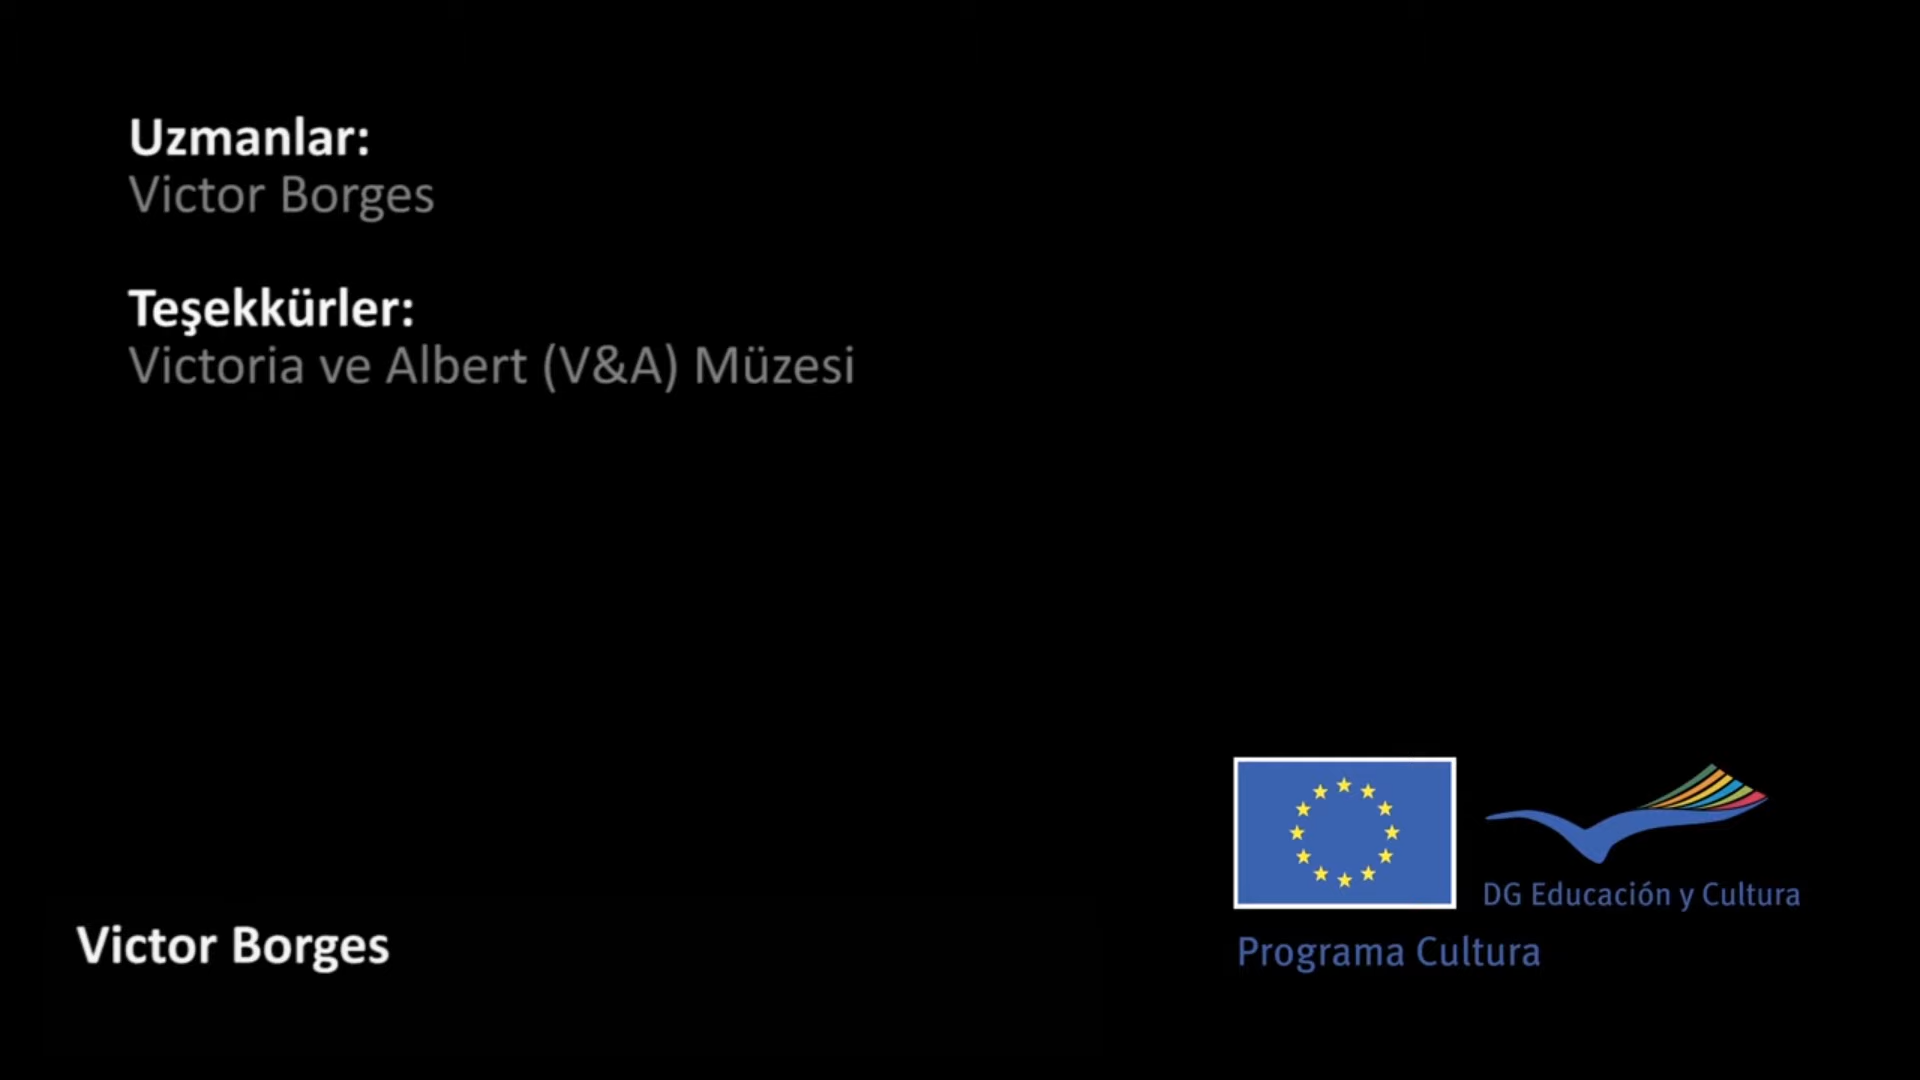 Uzmanlar:
Victor Borges
Teşekkürler:
Victoria ve Albert (V&A) Müzesi
Victor Borges
DG Educación y Cultura
Programa Cultura